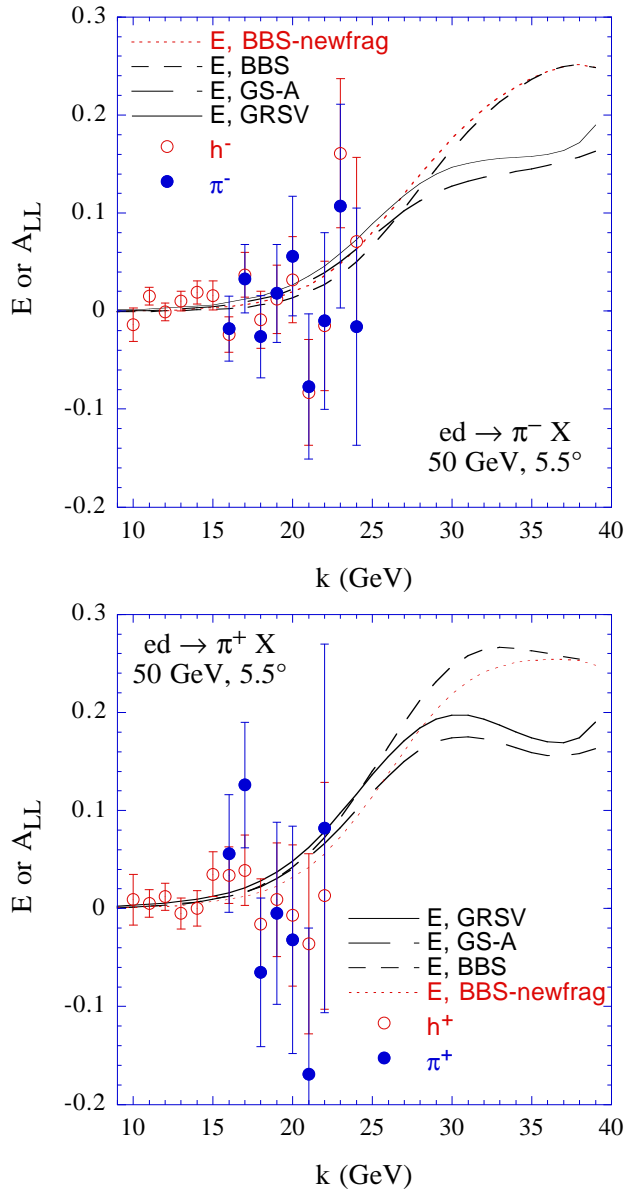 0.3
E, BBS-newfrag
E, BBS
E, GS-A
E, GRSV
h-
π-
0.2
0.1
0
-0.1
-0.2
E or A_LL
ed → π− X
50 GeV, 5.5°
10 15 20 25 30 35 40
k (GeV)
0.3
ed → π+ X
50 GeV, 5.5°
0.2
0.1
0
-0.1
-0.2
E or A_LL
E, GRSV
E, GS-A
E, BBS
E, BBS-newfrag
h+
π+
10 15 20 25 30 35 40
k (GeV)